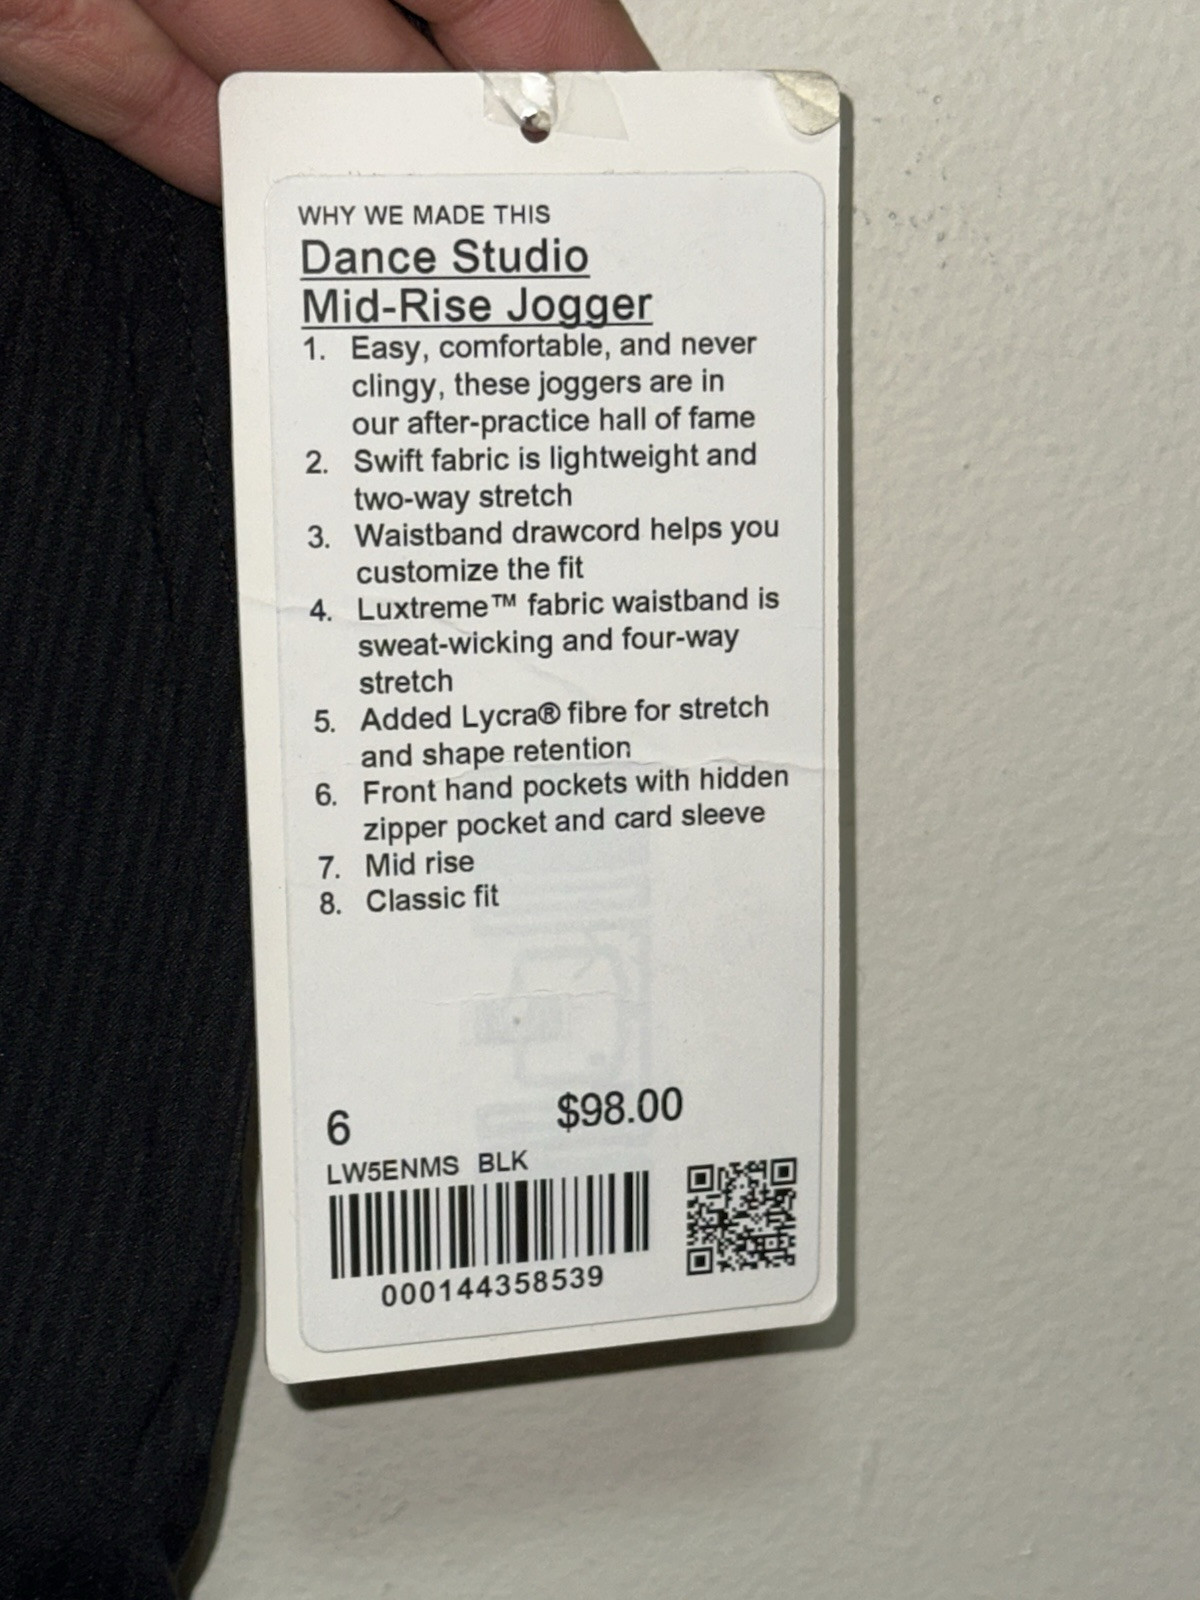 WHY WE MADE THIS
Dance Studio
Mid-Rise Jogger
1. Easy, comfortable, and never
clingy, these joggers are in
our after-practice hall of fame
2. Swift fabric is lightweight and
two-way stretch
3. Waistband drawcord helps you
customize the fit
4. Luxtreme™ fabric waistband is
sweat-wicking and four-way
stretch
5. Added Lycra® fibre for stretch
and shape retention
6. Front hand pockets with hidden
zipper pocket and card sleeve
7. Mid rise
8. Classic fit
6 $98.00
LW5ENMS BLK
000144358539